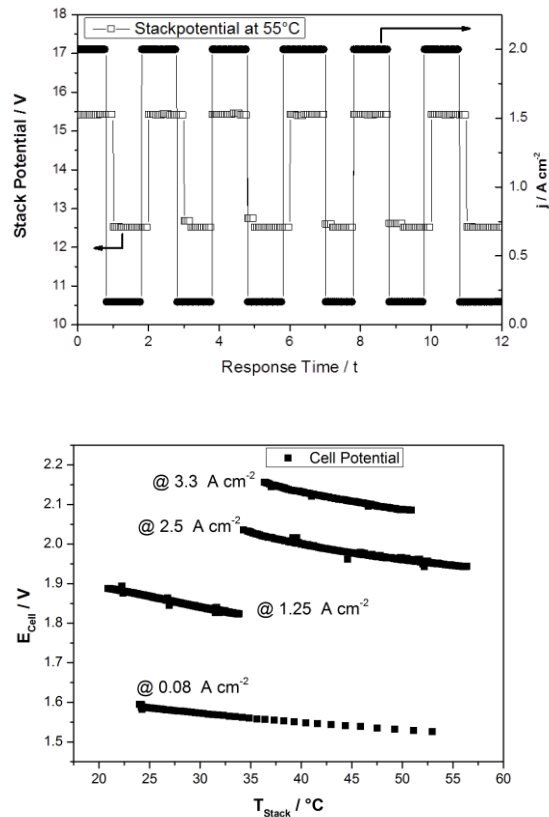 Stackpotential at 55°C
17
16
15
14
13
12
11
10
Stack Potential / V
2.0
1.5
1.0
0.5
0.0
j / A cm-2
0 2 4 6 8 10 12
Response Time / t
Cell Potential
@ 3.3 A cm-2
@ 2.5 A cm-2
@ 1.25 A cm-2
@ 0.08 A cm-2
2.2
2.1
2.0
1.9
1.8
1.7
1.6
1.5
ECell / V
20 25 30 35 40 45 50 55 60
TStack / °C